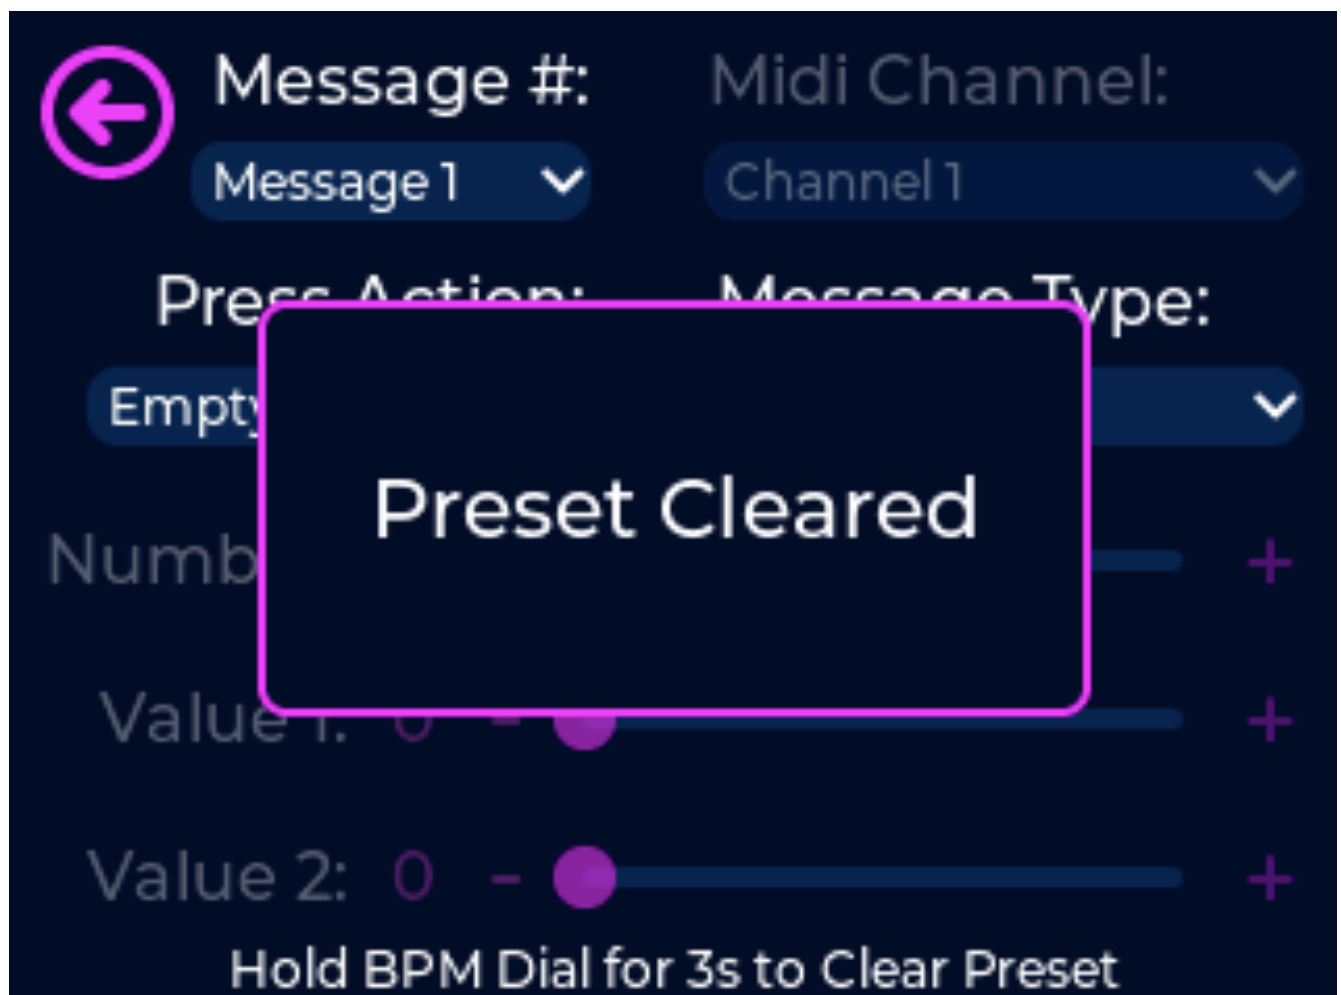 Message #: Midi Channel:
Message 1 Channel 1
Type:
Preset Cleared
Value 2: 0 - +
Hold BPM Dial for 3s to Clear Preset